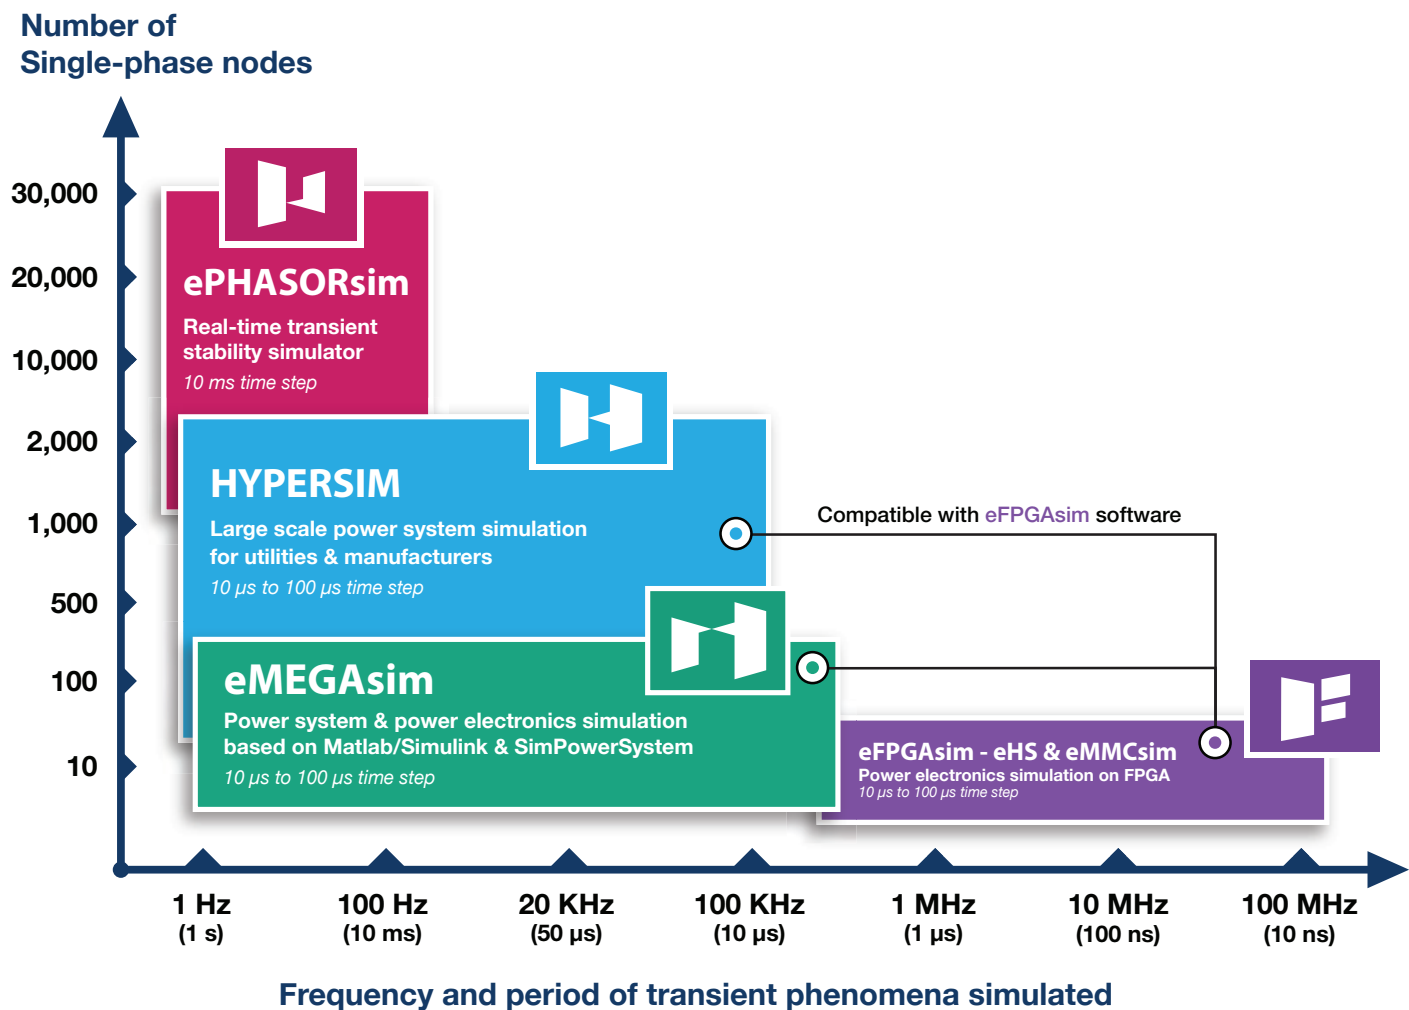 Number of
Single-phase nodes
30,000
20,000
10,000
2,000
1,000
500
100
10
ePHASORsim
Real-time transient
stability simulator
10 ms time step
HYPERSIM
Large scale power system simulation
for utilities & manufacturers
10 µs to 100 µs time step
Compatible with eFPGAsim software
eMEGAsim
Power system & power electronics simulation
based on Matlab/Simulink & SimPowerSystem
10 µs to 100 µs time step
eFPGAsim - eHS & eMMCsim
Power electronics simulation on FPGA
10 µs to 100 µs time step
1 Hz
(1 s)
100 Hz
(10 ms)
20 KHz
(50 µs)
100 KHz
(10 µs)
1 MHz
(1 µs)
10 MHz
(100 ns)
100 MHz
(10 ns)
Frequency and period of transient phenomena simulated